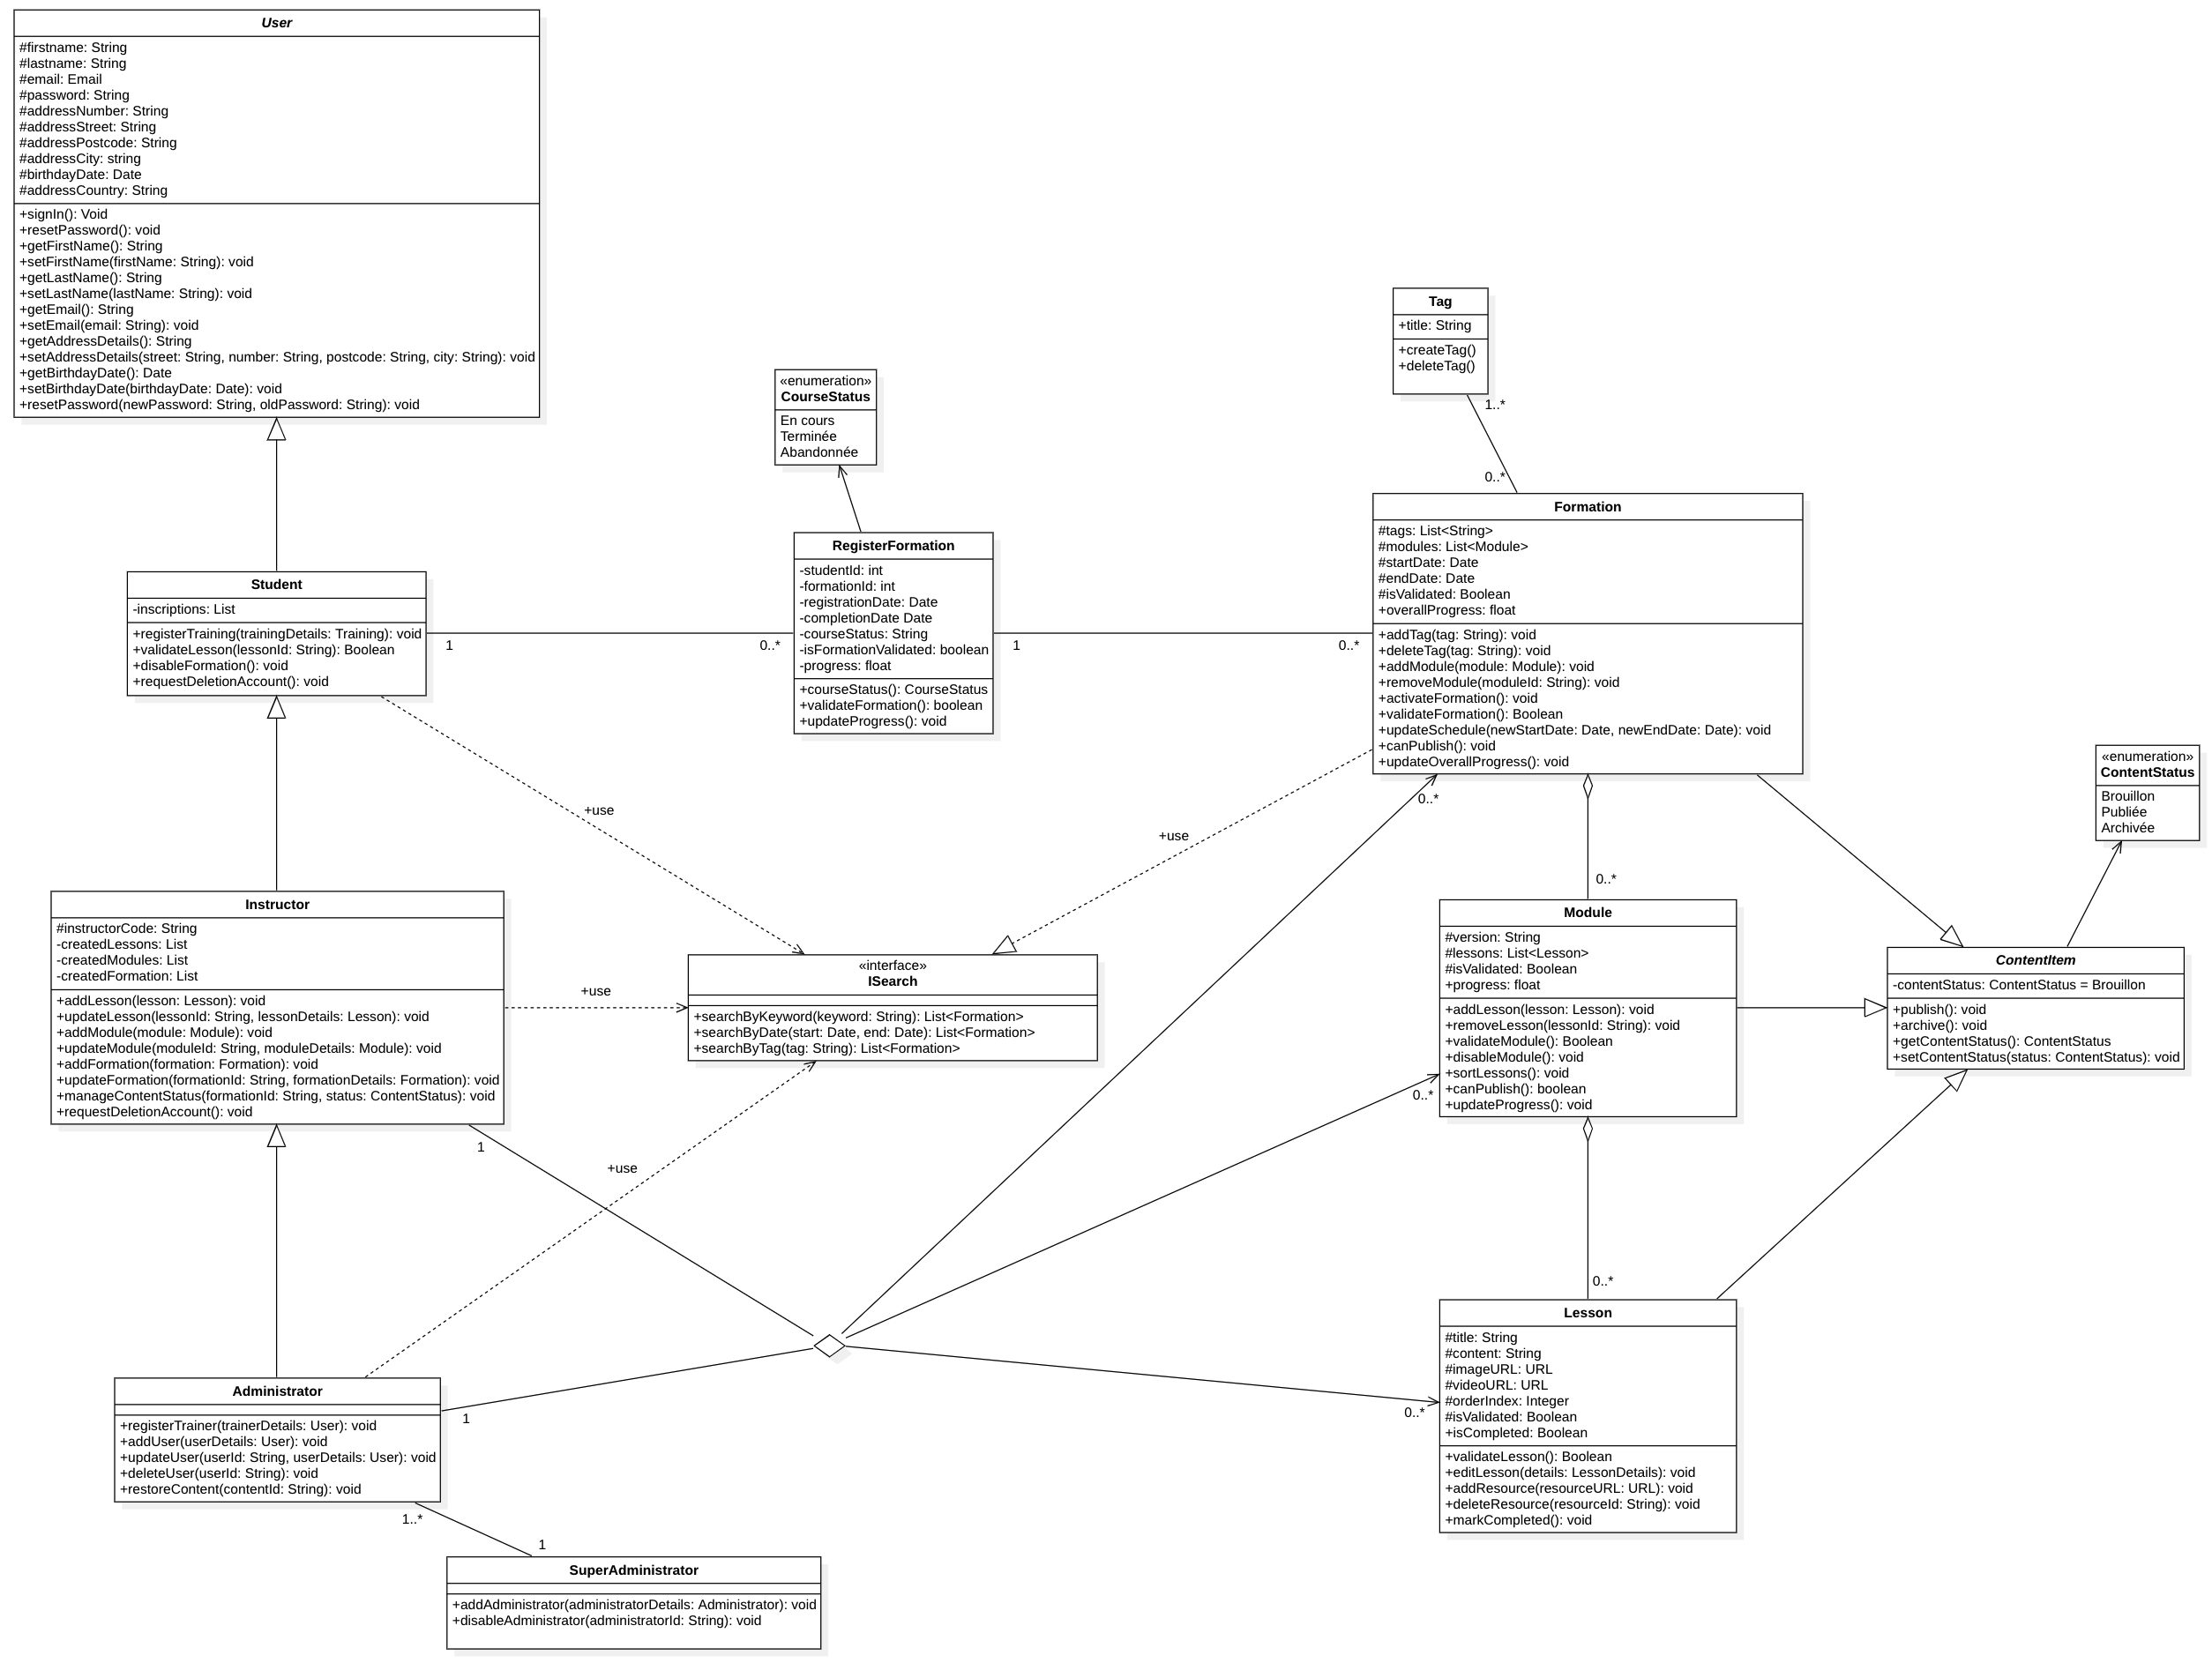 User
#firstname: String
#lastname: String
#email: Email
#password: String
#addressNumber: String
#addressStreet: String
#addressPostcode: String
#addressCity: string
#birthdayDate: Date
#addressCountry: String
+signIn(): Void
+resetPassword(): void
+getFirstName(): String
+setFirstName(firstName: String): void
+getLastName(): String
+setLastName(lastName: String): void
+getEmail(): String
+setEmail(email: String): void
+getAddressDetails(): String
+setAddressDetails(street: String, number: String, postcode: String, city: String): void
+getBirthdayDate(): Date
+setBirthdayDate(birthdayDate: Date): void
+resetPassword(newPassword: String, oldPassword: String): void
Tag
+title: String
+createTag()
+deleteTag()
1..*
0..*
«enumeration»
CourseStatus
En cours
Terminée
Abandonnée
Student
-inscriptions: List
+registerTraining(trainingDetails: Training): void
+validateLesson(lessonId: String): Boolean
+disableFormation(): void
+requestDeletionAccount(): void
1
0..*
RegisterFormation
-studentId: int
-formationId: int
-registrationDate: Date
-completionDate Date
-courseStatus: String
-isFormationValidated: boolean
-progress: float
+courseStatus(): CourseStatus
+validateFormation(): boolean
+updateProgress(): void
1
0..*
Formation
#tags: List<String>
#modules: List<Module>
#startDate: Date
#endDate: Date
#isValidated: Boolean
+overallProgress: float
+addTag(tag: String): void
+deleteTag(tag: String): void
+addModule(module: Module): void
+removeModule(moduleId: String): void
+activateFormation(): void
+validateFormation(): Boolean
+updateSchedule(newStartDate: Date, newEndDate: Date): void
+canPublish(): void
+updateOverallProgress(): void
«enumeration»
ContentStatus
Brouillon
Publiée
Archivée
+use
+use
0..*
0..*
Instructor
#instructorCode: String
-createdLessons: List
-createdModules: List
-createdFormation: List
+addLesson(lesson: Lesson): void
+updateLesson(lessonId: String, lessonDetails: Lesson): void
+addModule(module: Module): void
+updateModule(moduleId: String, moduleDetails: Module): void
+addFormation(formation: Formation): void
+updateFormation(formationId: String, formationDetails: Formation): void
+manageContentStatus(formationId: String, status: ContentStatus): void
+requestDeletionAccount(): void
+use
«interface»
ISearch
+searchByKeyword(keyword: String): List<Formation>
+searchByDate(start: Date, end: Date): List<Formation>
+searchByTag(tag: String): List<Formation>
Module
#version: String
#lessons: List<Lesson>
#isValidated: Boolean
+progress: float
+addLesson(lesson: Lesson): void
+removeLesson(lessonId: String): void
+validateModule(): Boolean
+disableModule(): void
+sortLessons(): void
+canPublish(): boolean
+updateProgress(): void
ContentItem
-contentStatus: ContentStatus = Brouillon
+publish(): void
+archive(): void
+getContentStatus(): ContentStatus
+setContentStatus(status: ContentStatus): void
0..*
1
+use
0..*
Administrator
+registerTrainer(trainerDetails: User): void
+addUser(userDetails: User): void
+updateUser(userId: String, userDetails: User): void
+deleteUser(userId: String): void
+restoreContent(contentId: String): void
1
0..*
Lesson
#title: String
#content: String
#imageURL: URL
#videoURL: URL
#orderIndex: Integer
#isValidated: Boolean
+isCompleted: Boolean
+validateLesson(): Boolean
+editLesson(details: LessonDetails): void
+addResource(resourceURL: URL): void
+deleteResource(resourceId: String): void
+markCompleted(): void
1..*
1
SuperAdministrator
+addAdministrator(administratorDetails: Administrator): void
+disableAdministrator(administratorId: String): void